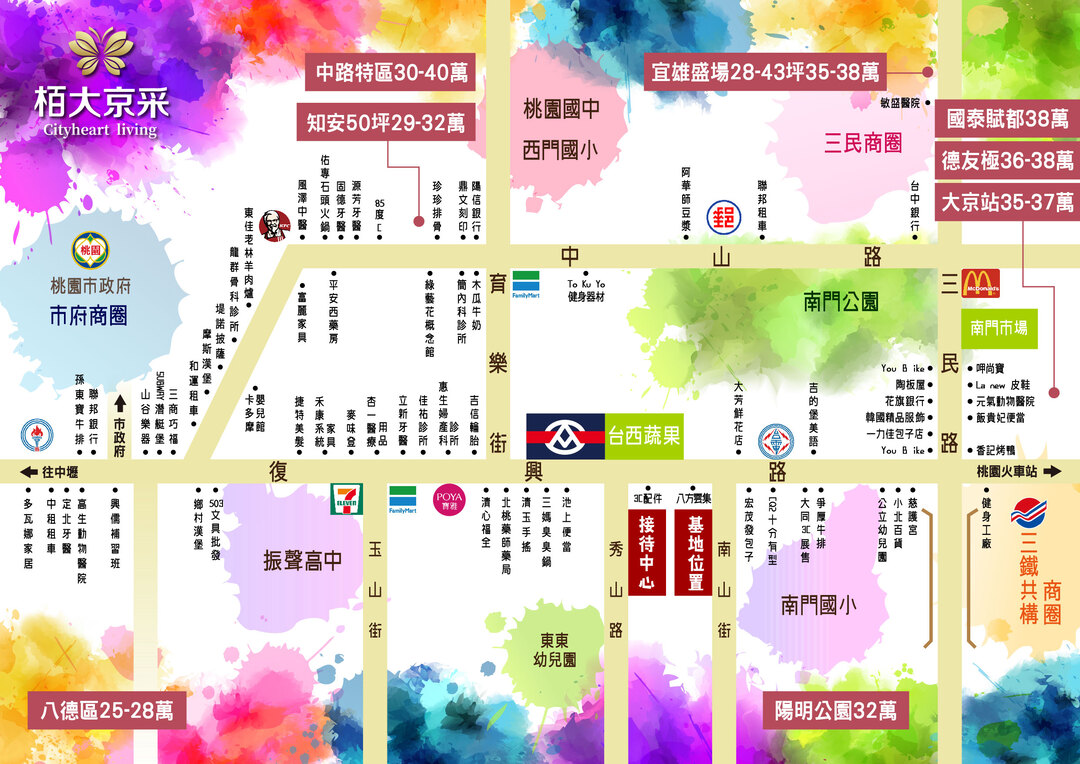 栢大京采
Cityheart living
中路特區30-40萬
知安50坪29-32萬
宜雄盛場28-43坪35-38萬
國泰賦都38萬
德友極36-38萬
大京站35-37萬
桃園國中
西門國小
三民商圈
敏盛醫院
桃園
桃園市政府
市府商圈
東佳荖林羊肉爐
龍群骨科診所
堤諾披薩
摩斯漢堡
和運租車
KFC
風澤中醫
佑專石頭火鍋
固德牙醫
源芳牙醫
85度C
珍珍排骨
鼎文刻印
陽信銀行
阿華師豆漿
郵
聯邦租車
台中銀行
中山路
富麗家具
平安西藥房
綠藝花概念館
簡內科診所
木瓜牛奶
育樂街
FamilyMart
To Ku Yo
健身器材
南門公園
三民路
McDonald's
南門市場
You Bike
陶板屋
花旗銀行
韓國精品服飾
一力佳包子店
You Bike
呷尚寶
La new 皮鞋
元氣動物醫院
飯貴妃便當
香記烤鴨
孫東寶牛排
聯邦銀行
市政府
山谷樂器
SUBWAY 潛艇堡
三商巧福
卡多摩
嬰兒館
捷特美髮
禾康系統
家具
麥味登
杏一醫療
用品
立新牙醫
佳祐診所
惠生婦產科
診所
吉信輪胎
台西蔬果
大芳鮮花店
吉的堡美語
往中壢
復興路
桃園火車站
多瓦娜家居
中租租車
定北牙醫
高生動物醫院
興儒補習班
鄉村漢堡
503文具批發
7-ELEVEN
振聲高中
玉山街
FamilyMart
POYA
寶雅
清心福全
北桃藥師藥局
清玉手搖
三媽臭臭鍋
池上便當
東東
幼兒園
秀山路
3C配件
接待中心
八方雲集
基地位置
南山街
宏茂發包子
502十分有型
大同3C展售
爭厚牛排
公立幼兒園
小北百貨
慈護宮
南門國小
健身工廠
三鐵共構
商圈
八德區25-28萬
陽明公園32萬